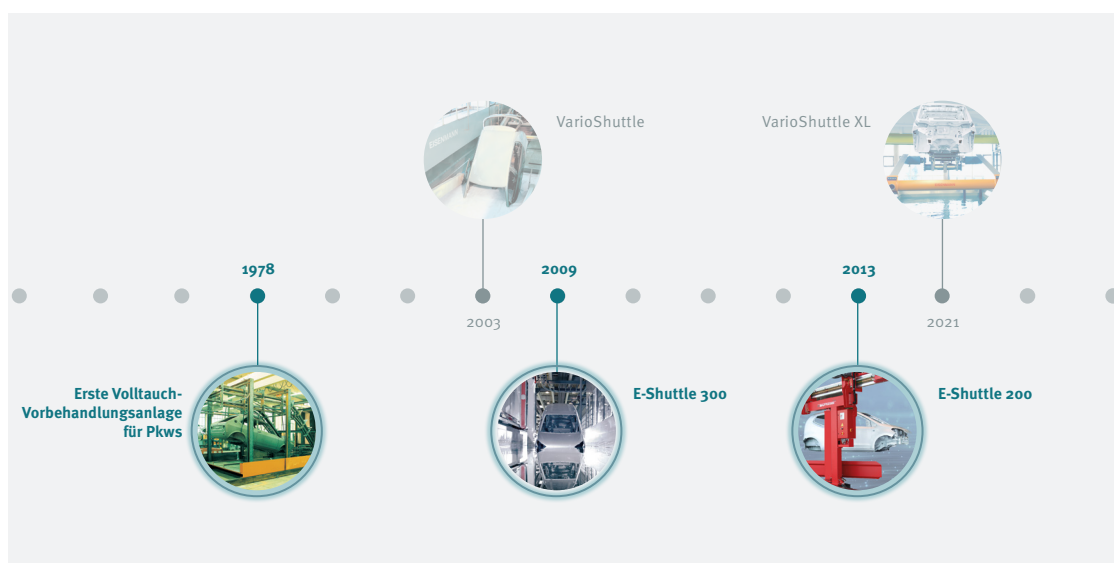 VarioShuttle
VarioShuttle XL
1978
2009
2013
2003
2021
Erste Volltauch-
Vorbehandlungsanlage
für Pkws
E-Shuttle 300
E-Shuttle 200